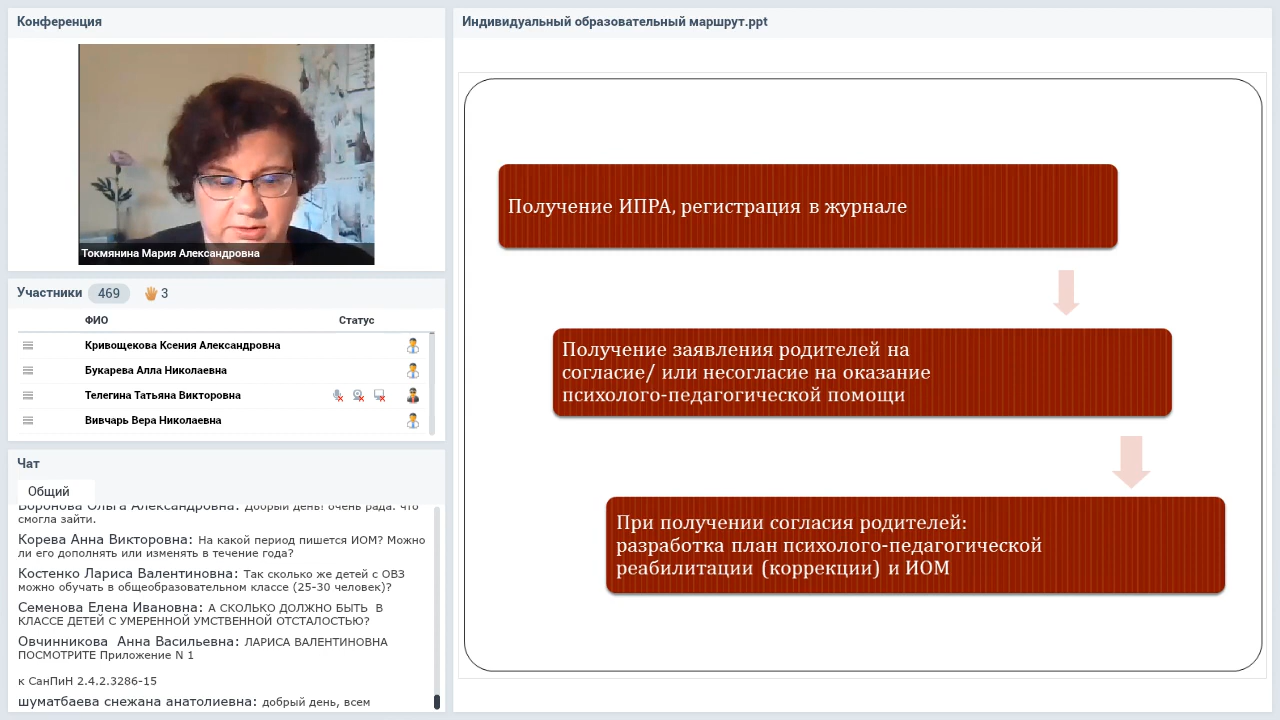 Конференция
Токмянина Мария Александровна
Участники 469 3
ФИО Статус
Кривощекова Ксения Александровна
Букарева Алла Николаевна
Телегина Татьяна Викторовна
Вивчарь Вера Николаевна
Чат
Общий
Воронова Ольга Александровна: Добрый день! очень рада. что
смогла зайти.
Корева Анна Викторовна: На какой период пишется ИОМ? Можно
ли его дополнять или изменять в течение года?
Костенко Лариса Валентиновна: Так сколько же детей с ОВЗ
можно обучать в общеобразовательном классе (25-30 человек)?
Семенова Елена Ивановна: А СКОЛЬКО ДОЛЖНО БЫТЬ В
КЛАССЕ ДЕТЕЙ С УМЕРЕННОЙ УМСТВЕННОЙ ОТСТАЛОСТЬЮ?
Овчинникова Анна Васильевна: ЛАРИСА ВАЛЕНТИНОВНА
ПОСМОТРИТЕ Приложение N 1
к СанПиН 2.4.2.3286-15
шуматбаева снежана анатолиевна: добрый день, всем
Индивидуальный образовательный маршрут.ppt
Получение ИПРА, регистрация в журнале
Получение заявления родителей на
согласие/ или несогласие на оказание
психолого-педагогической помощи
При получении согласия родителей:
разработка план психолого-педагогической
реабилитации (коррекции) и ИОМ